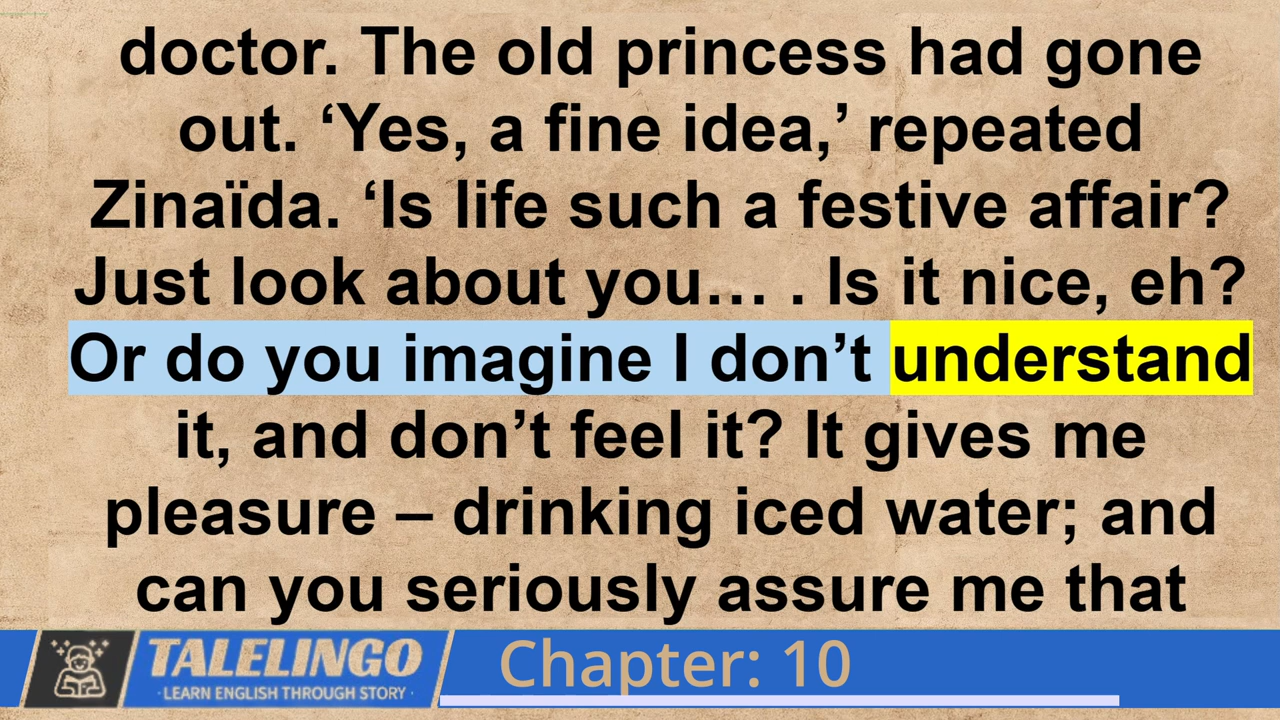 doctor. The old princess had gone
out. ‘Yes, a fine idea,’ repeated
Zinaïda. ‘Is life such a festive affair?
Just look about you… . Is it nice, eh?
Or do you imagine I don’t understand
it, and don’t feel it? It gives me
pleasure – drinking iced water; and
can you seriously assure me that
TALELINGO
· LEARN ENGLISH THROUGH STORY ·
Chapter: 10